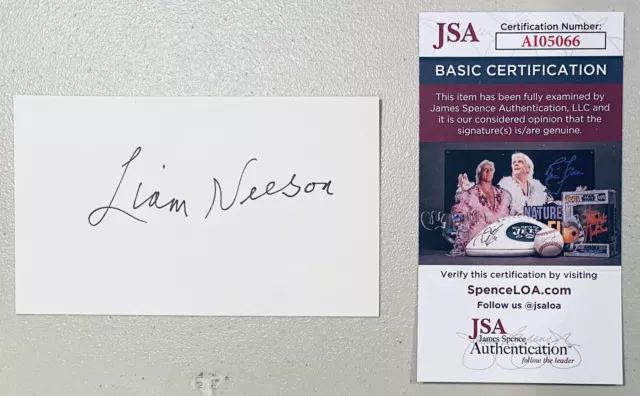 Liam Neeson
JSA
Certification Number:
AI05066
BASIC CERTIFICATION
This item has been fully examined by
James Spence Authentication, LLC and
it is our considered opinion that the
signature(s) is/are genuine.
NATURE
JETS
Verify this certification by visiting
SpenceLOA.com
Follow us @jsaloa
JSA
James Spence
Authentication
follow the leader